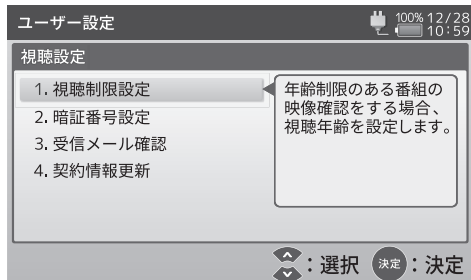 ユーザー設定
100% 12/28
10:59
視聴設定
1. 視聴制限設定
2. 暗証番号設定
3. 受信メール確認
4. 契約情報更新
年齢制限のある番組の
映像確認をする場合、
視聴年齢を設定します。
：選択 決定：決定